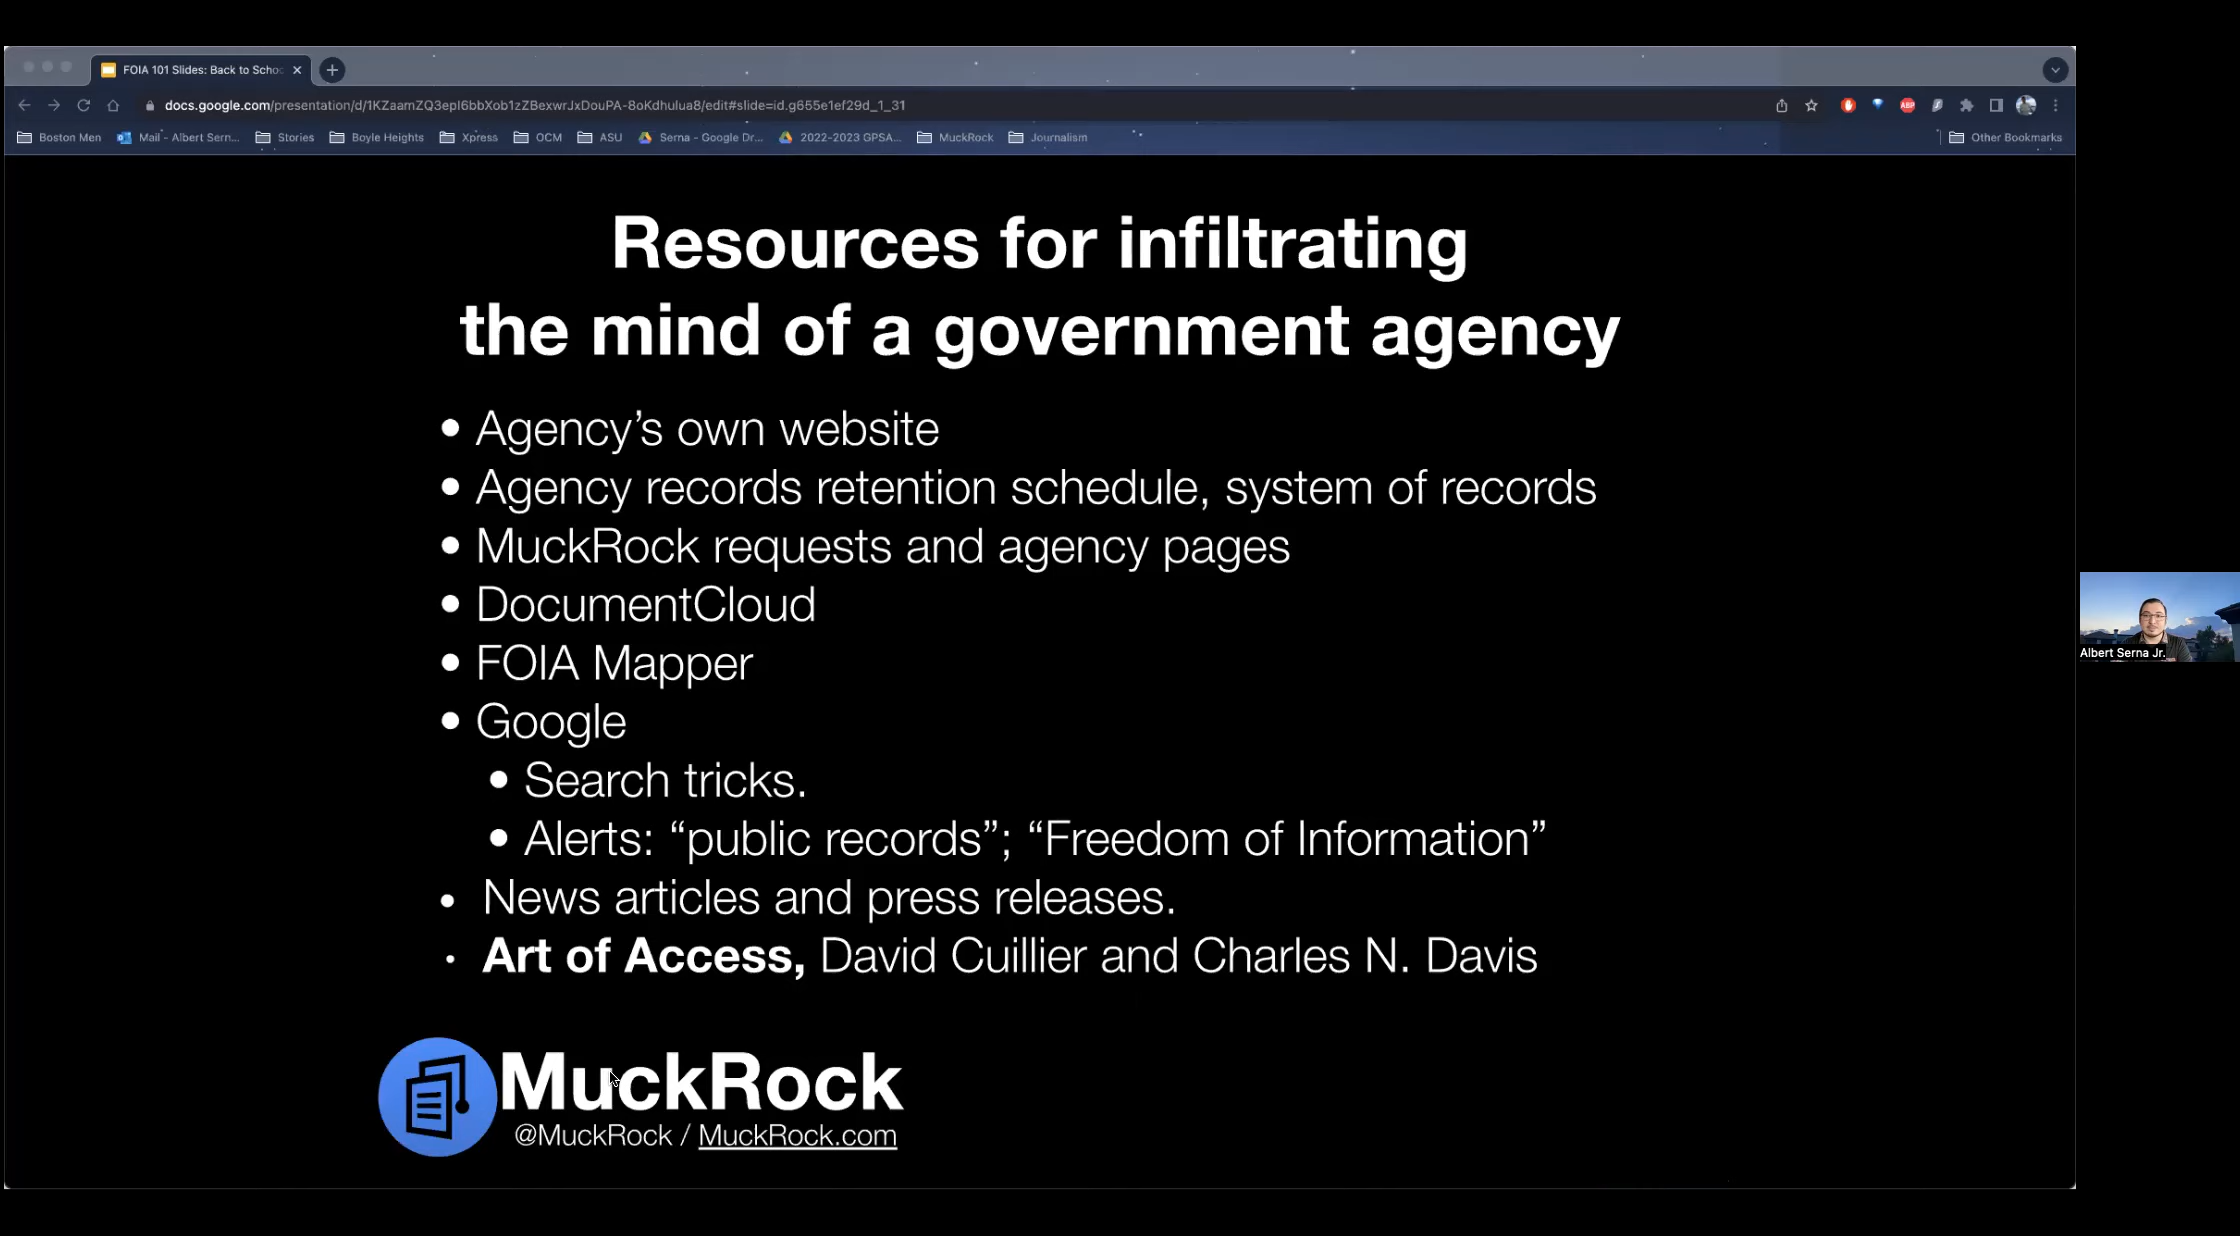 FOIA 101 Slides: Back to Schoo
docs.google.com/presentation/d/1KZaamZQ3epI6bbXob1zZBexwrJxDouPA-8oKdhulua8/edit#slide=id.g655e1ef29d_1_31
ABP
Boston Men Mail - Albert Sern... Stories Boyle Heights Xpress OCM ASU Serna - Google Dr... 2022-2023 GPSA... MuckRock Journalism Other Bookmarks
Resources for infiltrating
the mind of a government agency
• Agency’s own website
• Agency records retention schedule, system of records
• MuckRock requests and agency pages
• DocumentCloud
• FOIA Mapper
• Google
• Search tricks.
• Alerts: “public records”; “Freedom of Information”
• News articles and press releases.
• Art of Access, David Cuillier and Charles N. Davis
Albert Serna Jr.
MuckRock
@MuckRock / MuckRock.com